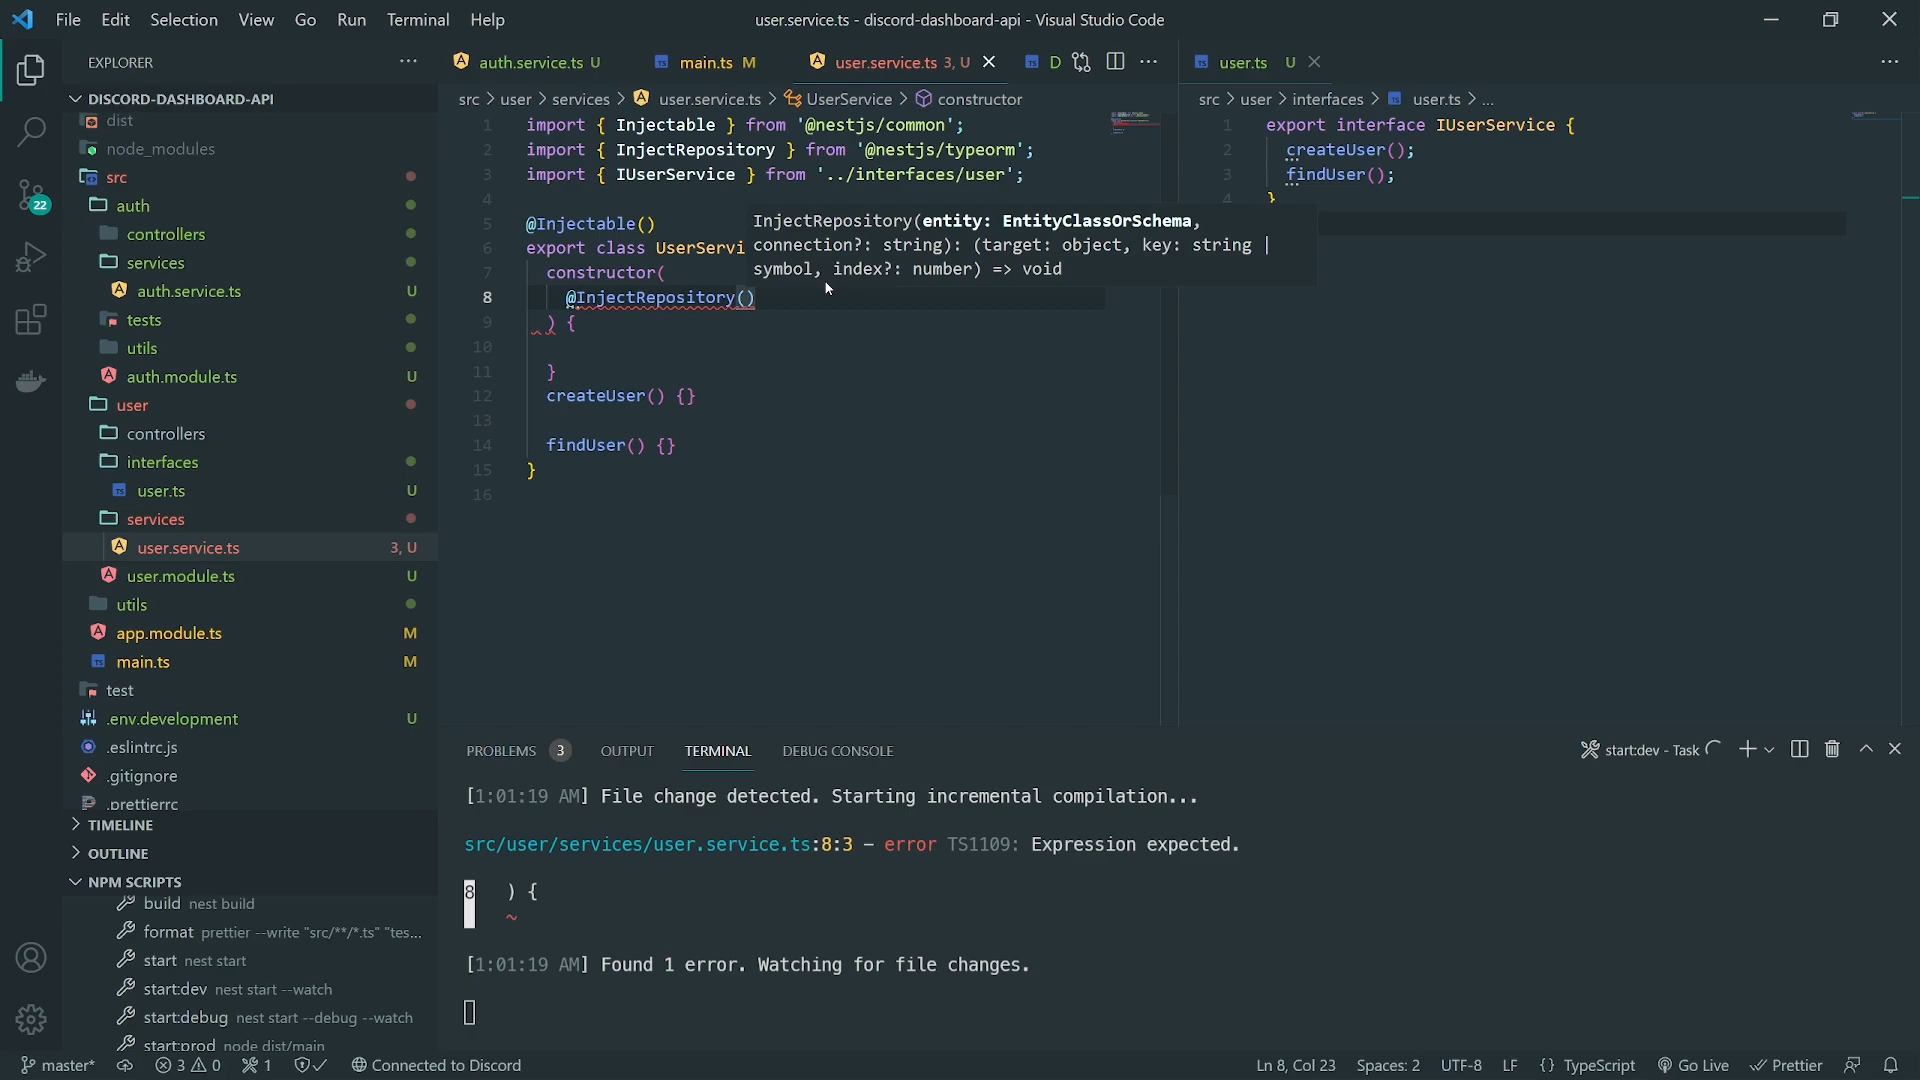 File Edit Selection View Go Run Terminal Help
user.service.ts - discord-dashboard-api - Visual Studio Code
EXPLORER
DISCORD-DASHBOARD-API
dist
node_modules
src
auth
controllers
services
auth.service.ts
tests
utils
auth.module.ts U
user
controllers
interfaces
user.ts U
services
user.service.ts 3, U
user.module.ts U
utils
app.module.ts M
main.ts M
test
.env.development U
.eslintrc.js
.gitignore
.prettierrc
TIMELINE
OUTLINE
NPM SCRIPTS
build nest build
format prettier --write "src/**/*.ts" "tes...
start nest start
start:dev nest start --watch
start:debug nest start --debug --watch
start:prod node dist/main
22
auth.service.ts U
main.ts M
user.service.ts 3, U
D
src > user > services > user.service.ts > UserService > constructor
1 import { Injectable } from '@nestjs/common';
2 import { InjectRepository } from '@nestjs/typeorm';
3 import { IUserService } from '../interfaces/user';
4
5 @Injectable()
6 export class UserServi
7 constructor(
8 @InjectRepository()
9 ) {
10
11 }
12 createUser() {}
13
14 findUser() {}
15 }
16
InjectRepository(entity: EntityClassOrSchema,
connection?: string): (target: object, key: string |
symbol, index?: number) => void
user.ts U
src > user > interfaces > user.ts > ...
1 export interface IUserService {
2 createUser();
3 findUser();
4 }
PROBLEMS 3 OUTPUT TERMINAL DEBUG CONSOLE
start:dev - Task
[1:01:19 AM] File change detected. Starting incremental compilation...
src/user/services/user.service.ts:8:3 - error TS1109: Expression expected.
8 ) {
~
[1:01:19 AM] Found 1 error. Watching for file changes.
master* 3 0 1 Connected to Discord
Ln 8, Col 23 Spaces: 2 UTF-8 LF {} TypeScript Go Live Prettier